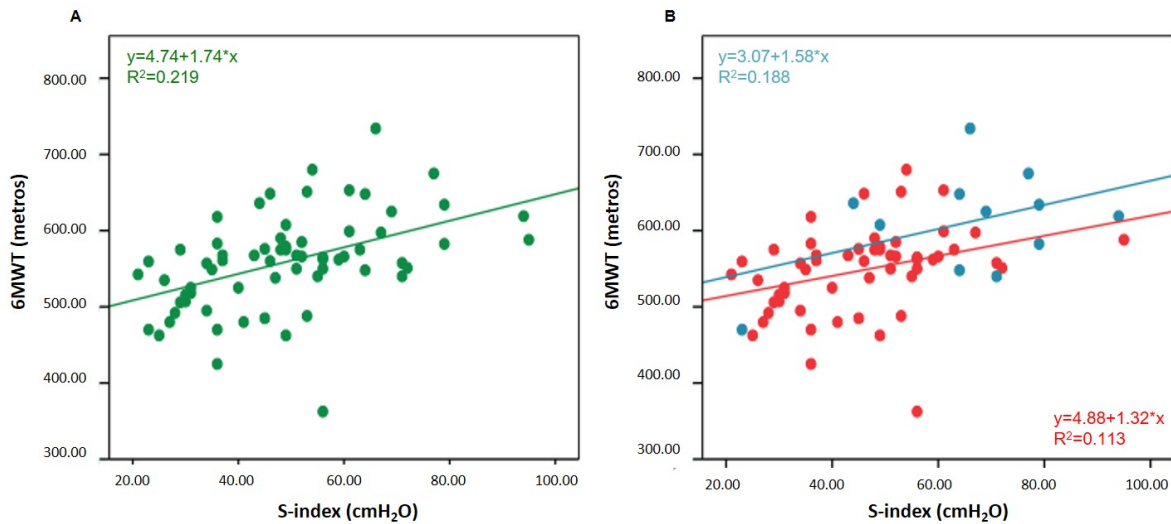 A
y=4.74+1.74*x
R²=0.219
800.00
700.00
600.00
500.00
400.00
300.00
6MWT (metros)
20.00 40.00 60.00 80.00 100.00
S-index (cmH₂O)
B
y=3.07+1.58*x
R²=0.188
800.00
700.00
600.00
500.00
400.00
300.00
6MWT (metros)
y=4.88+1.32*x
R²=0.113
20.00 40.00 60.00 80.00 100.00
S-index (cmH₂O)